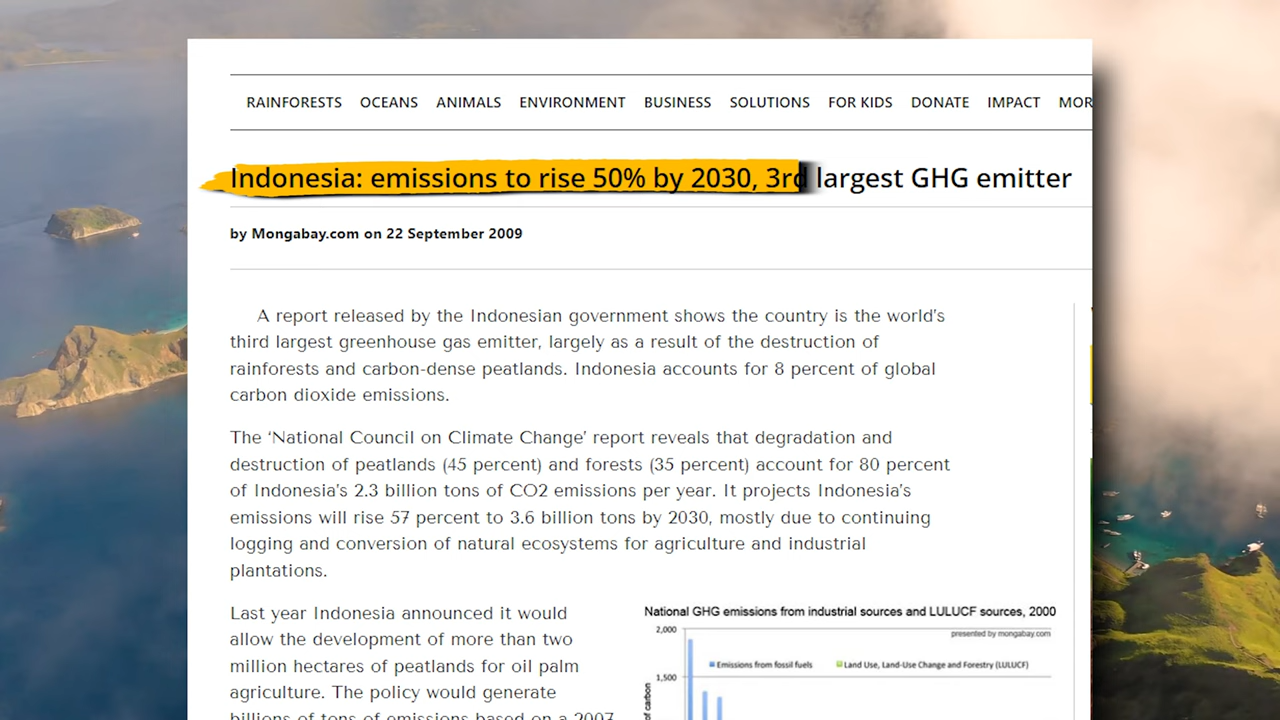 RAINFORESTS OCEANS ANIMALS ENVIRONMENT BUSINESS SOLUTIONS FOR KIDS DONATE IMPACT
Indonesia: emissions to rise 50% by 2030, 3rd largest GHG emitter
by Mongabay.com on 22 September 2009
A report released by the Indonesian government shows the country is the world’s
third largest greenhouse gas emitter, largely as a result of the destruction of
rainforests and carbon-dense peatlands. Indonesia accounts for 8 percent of global
carbon dioxide emissions.
The ‘National Council on Climate Change’ report reveals that degradation and
destruction of peatlands (45 percent) and forests (35 percent) account for 80 percent
of Indonesia’s 2.3 billion tons of CO2 emissions per year. It projects Indonesia’s
emissions will rise 57 percent to 3.6 billion tons by 2030, mostly due to continuing
logging and conversion of natural ecosystems for agriculture and industrial
plantations.
Last year Indonesia announced it would
allow the development of more than two
million hectares of peatlands for oil palm
agriculture. The policy would generate
billions of tons of emissions based on a 2007
National GHG emissions from industrial sources and LULUCF sources, 2000
2,000
presented by mongabay.com
Emissions from fossil fuels Land Use, Land-Use Change and Forestry (LULUCF)
1,500
of carbon